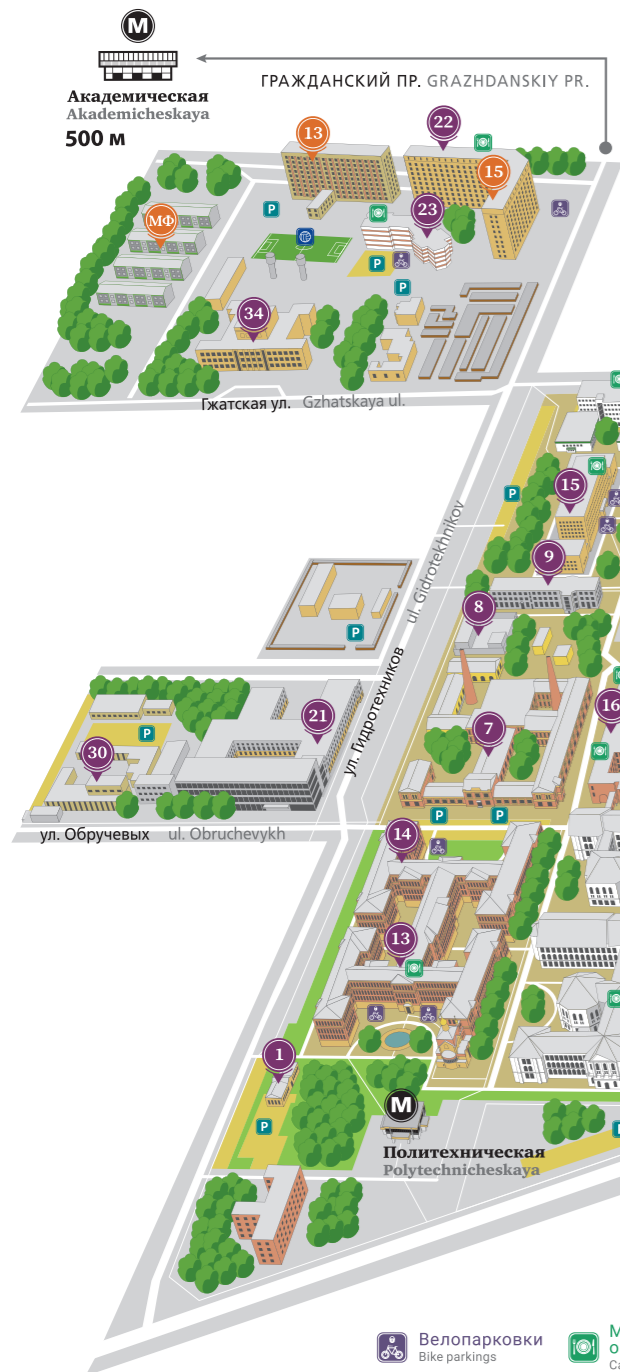 М
ГРАЖДАНСКИЙ ПР. GRAZHDANSKIY PR.
Академическая
Akademicheskaya
500 м
13
22
15
P
МФ
23
P
P
34
Гжатская ул. Gzhatskaya ul.
15
P
ul. Gidrotekhnikov
ул. Гидротехников
9
8
P
21
16
7
30
P
P
P
ул. Обручевых ul. Obruchevykh
14
13
1
М
P
Политехническая
Polytechnicheskaya
Велопарковки
Bike parkings